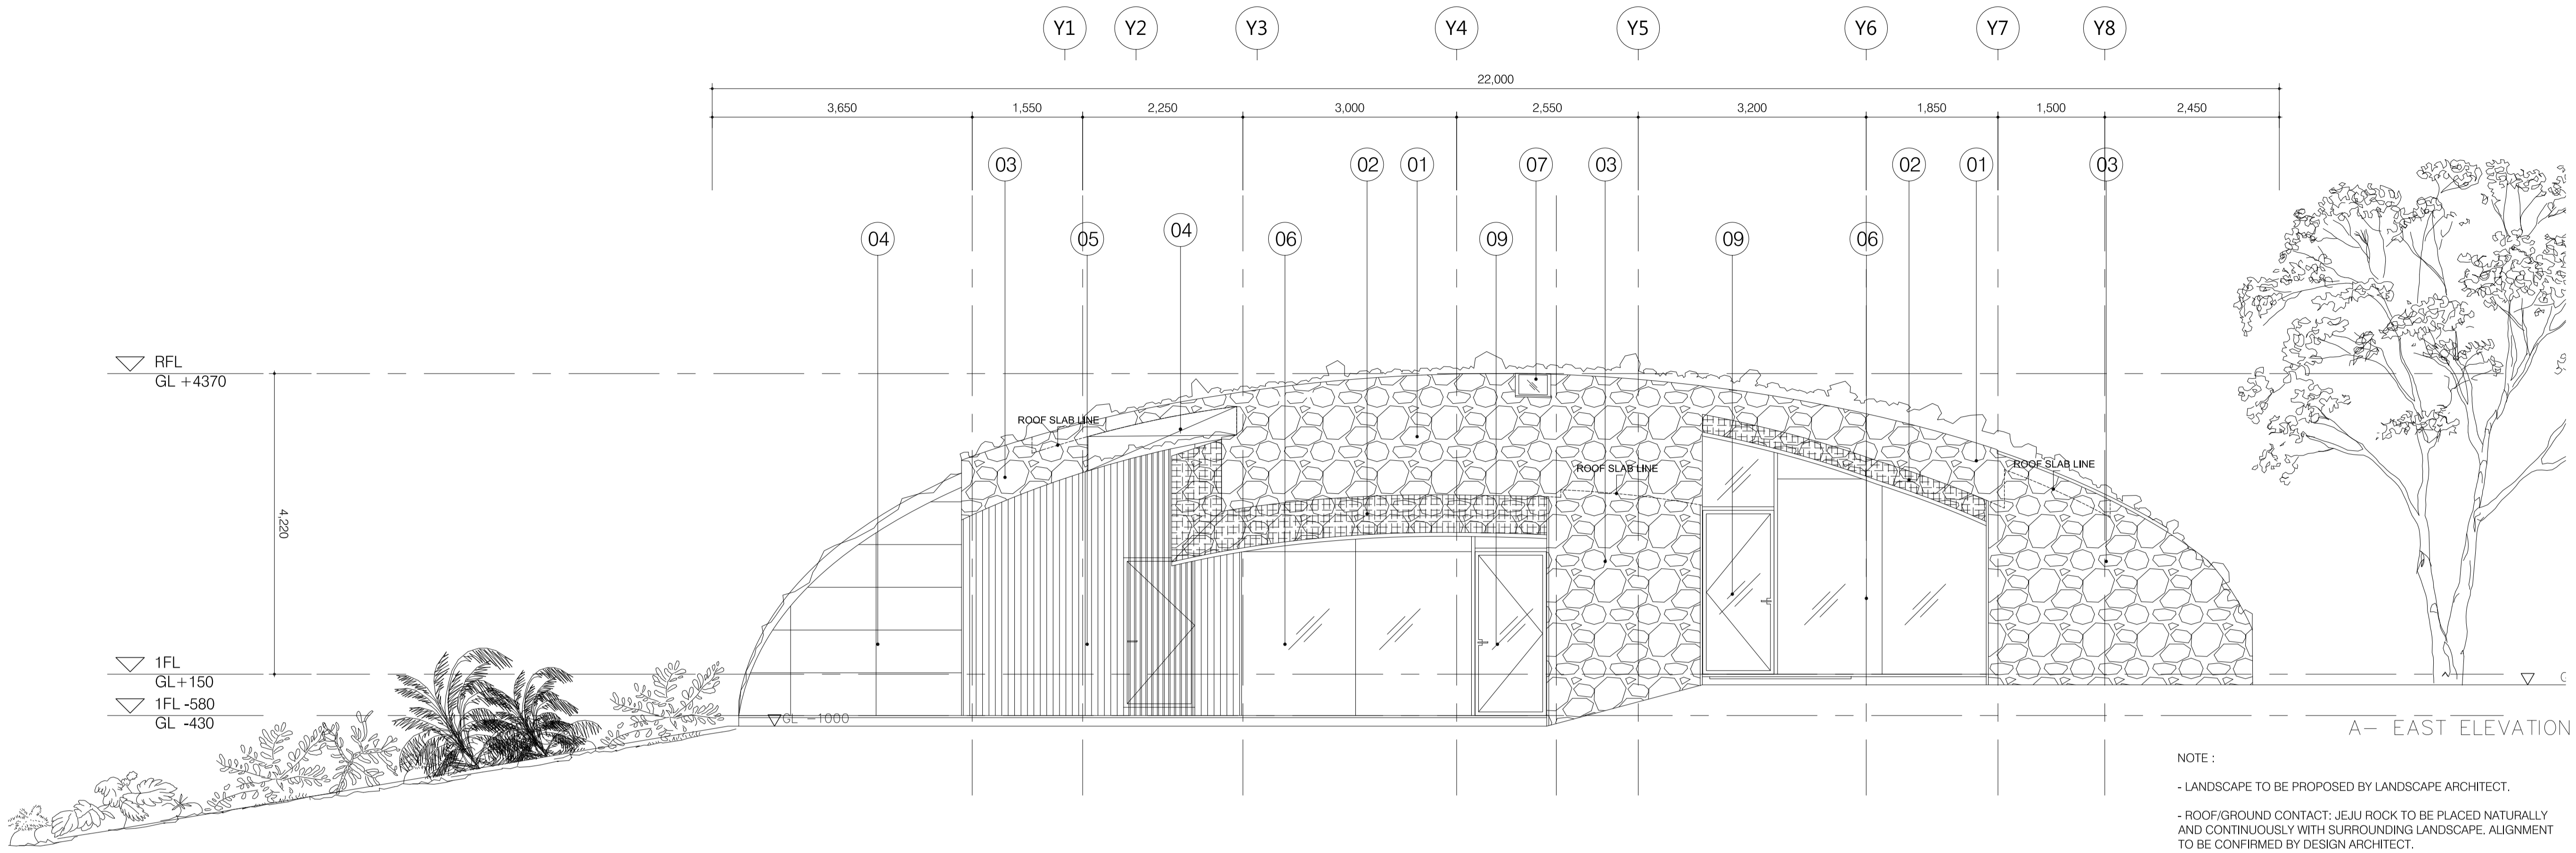 Y1 Y2 Y3 Y4 Y5 Y6 Y7 Y8
22,000
3,650 1,550 2,250 3,000 2,550 3,200 1,850 1,500 2,450
03 02 01 07 03 02 01 03
04 05 04 06 09 09 06
RFL
GL +4370
ROOF SLAB LINE
ROOF SLAB LINE
ROOF SLAB LINE
4,220
1FL
GL+150
1FL -580
GL -430
GL -1000
G
A- EAST ELEVATION
NOTE :
- LANDSCAPE TO BE PROPOSED BY LANDSCAPE ARCHITECT.
- ROOF/GROUND CONTACT: JEJU ROCK TO BE PLACED NATURALLY
AND CONTINUOUSLY WITH SURROUNDING LANDSCAPE. ALIGNMENT
TO BE CONFIRMED BY DESIGN ARCHITECT.